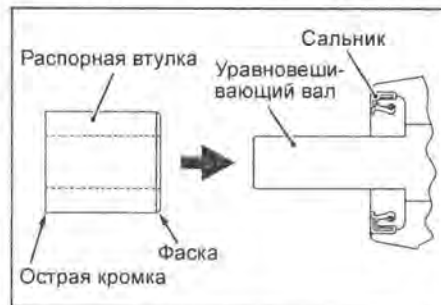 Сальник
Распорная втулка
Уравновеши-
вающий вал
Фаска
Острая кромка